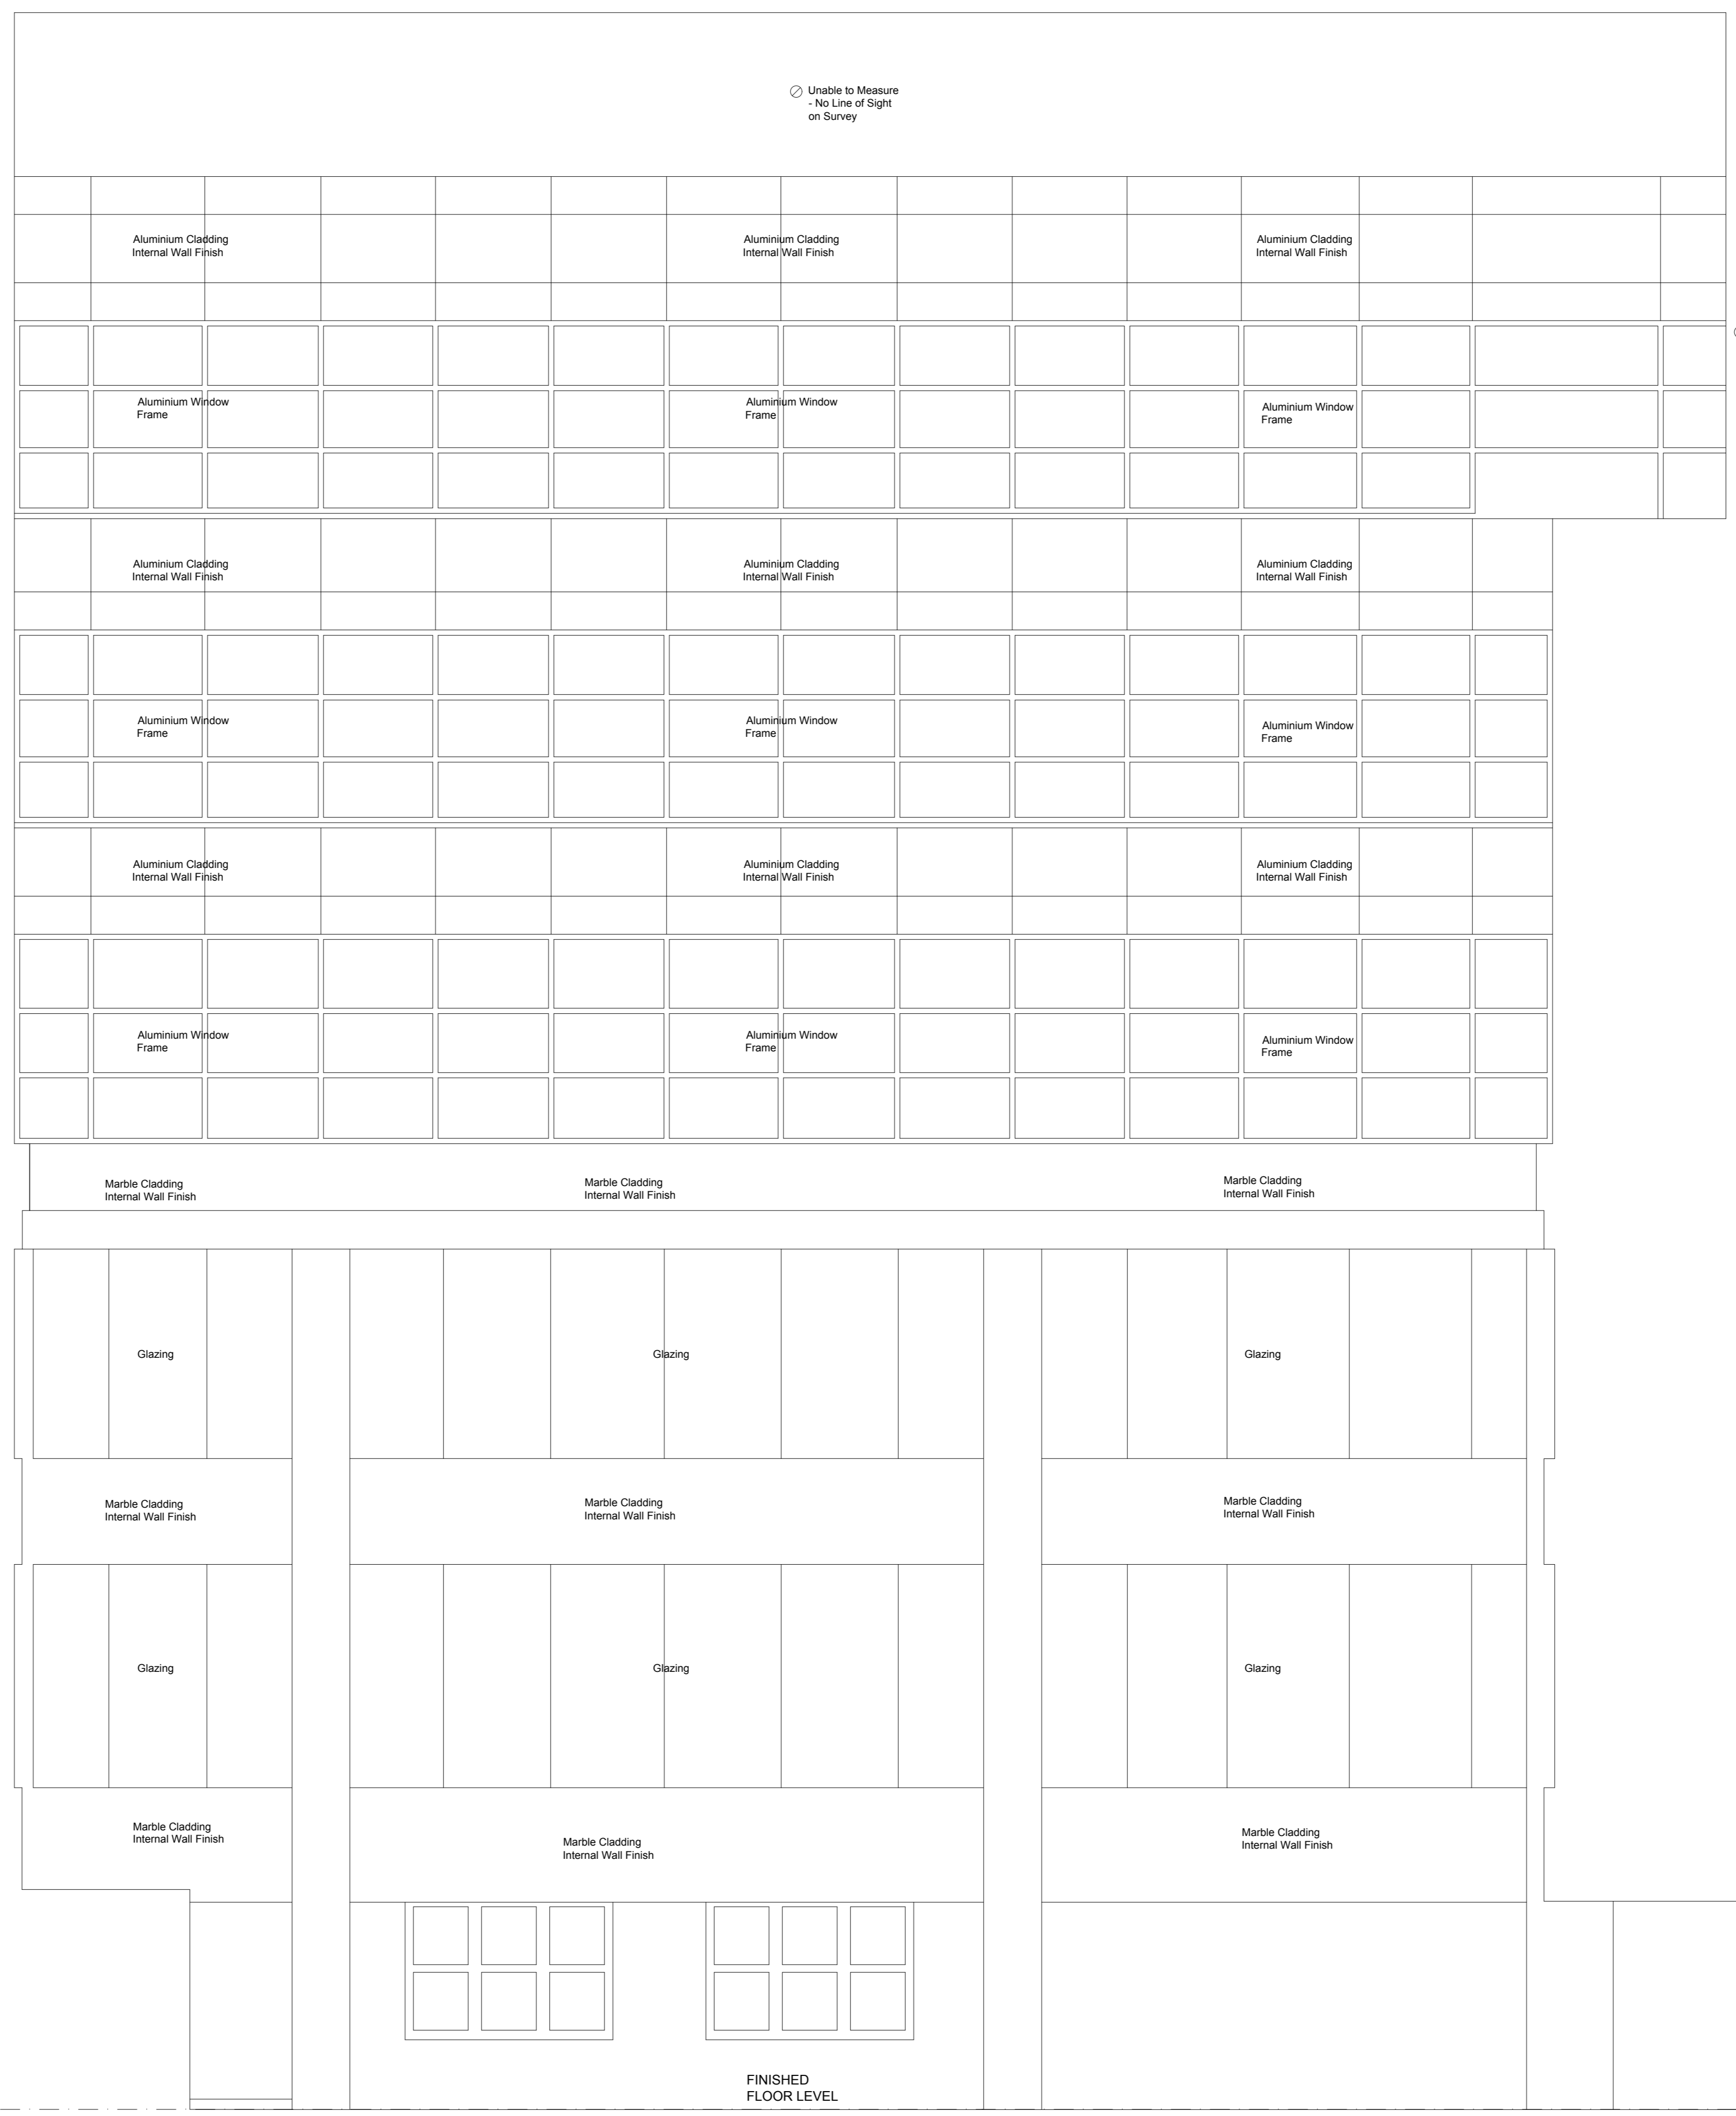 Unable to Measure
- No Line of Sight
on Survey
Aluminium Cladding
Internal Wall Finish
Aluminium Cladding
Internal Wall Finish
Aluminium Cladding
Internal Wall Finish
Aluminium Window
Frame
Aluminium Window
Frame
Aluminium Window
Frame
Aluminium Cladding
Internal Wall Finish
Aluminium Cladding
Internal Wall Finish
Aluminium Cladding
Internal Wall Finish
Aluminium Window
Frame
Aluminium Window
Frame
Aluminium Window
Frame
Aluminium Cladding
Internal Wall Finish
Aluminium Cladding
Internal Wall Finish
Aluminium Cladding
Internal Wall Finish
Aluminium Window
Frame
Aluminium Window
Frame
Aluminium Window
Frame
Marble Cladding
Internal Wall Finish
Marble Cladding
Internal Wall Finish
Marble Cladding
Internal Wall Finish
Glazing
Glazing
Glazing
Marble Cladding
Internal Wall Finish
Marble Cladding
Internal Wall Finish
Marble Cladding
Internal Wall Finish
Glazing
Glazing
Glazing
Marble Cladding
Internal Wall Finish
Marble Cladding
Internal Wall Finish
Marble Cladding
Internal Wall Finish
FINISHED
FLOOR LEVEL